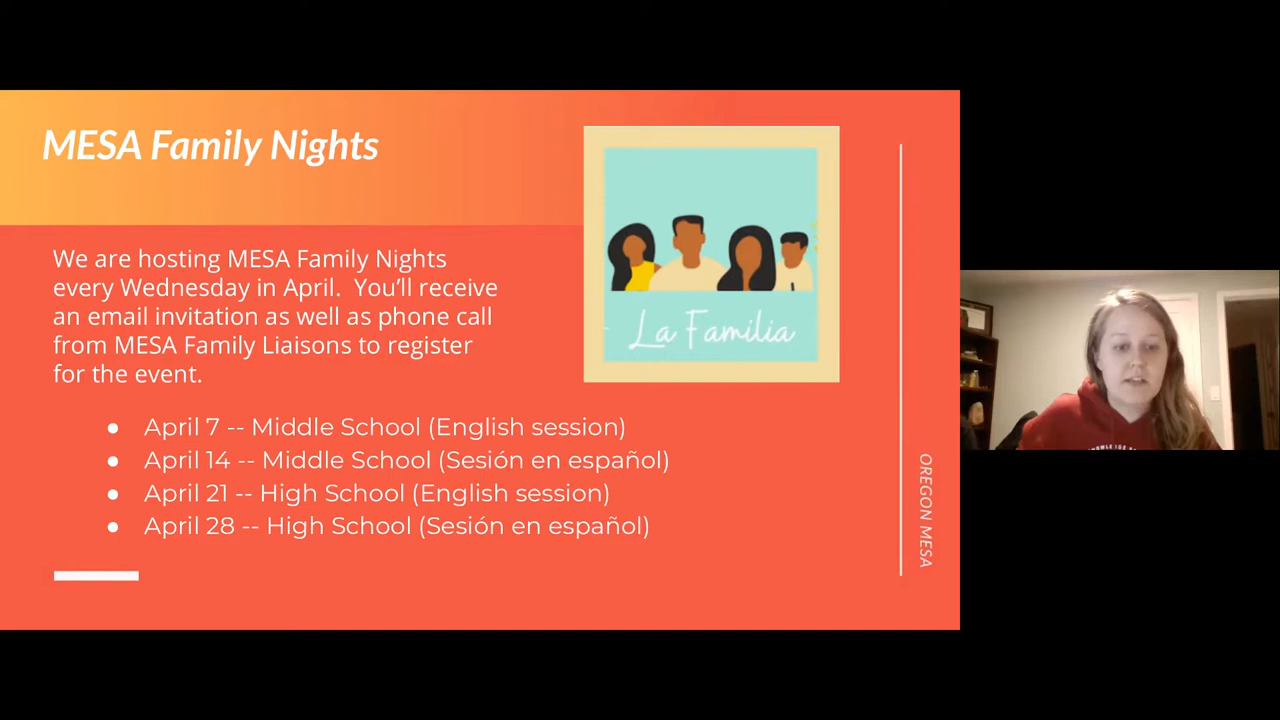 MESA Family Nights
We are hosting MESA Family Nights
every Wednesday in April.  You’ll receive
an email invitation as well as phone call
from MESA Family Liaisons to register
for the event.
● April 7 -- Middle School (English session)
● April 14 -- Middle School (Sesión en español)
● April 21 -- High School (English session)
● April 28 -- High School (Sesión en español)
La Familia
OREGON MESA